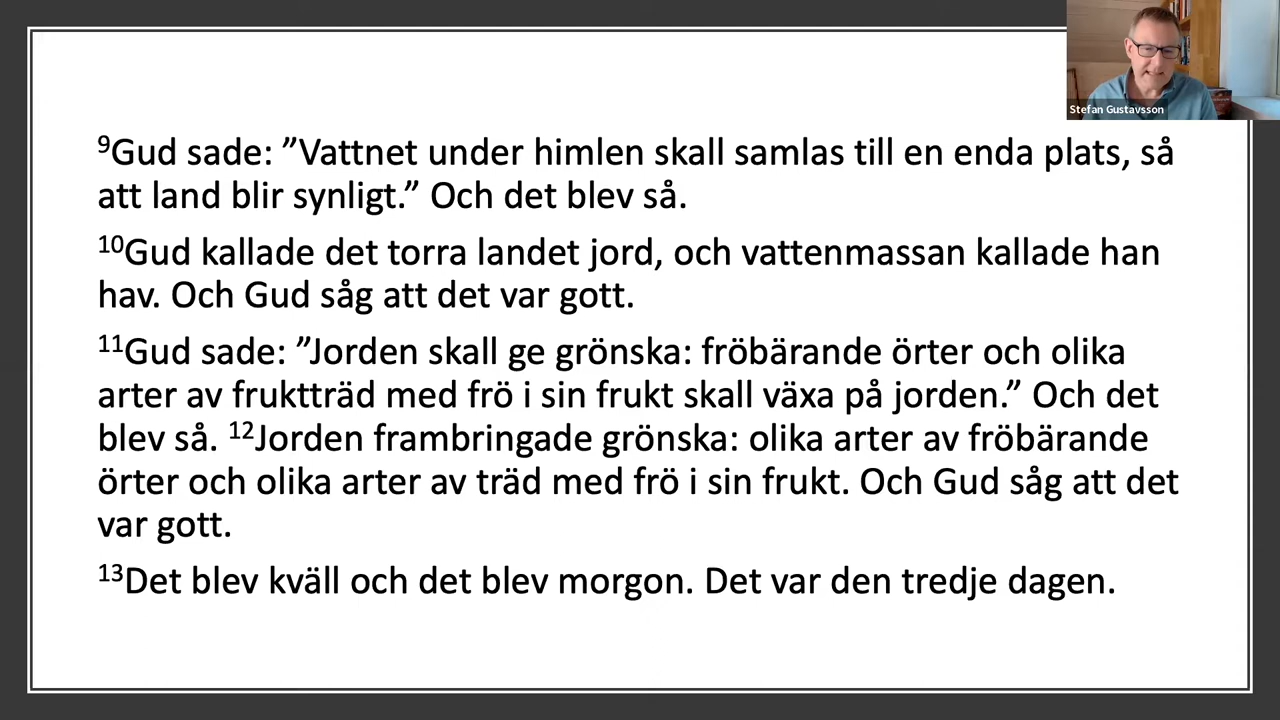 Stefan Gustavsson
⁹Gud sade: ”Vattnet under himlen skall samlas till en enda plats, så
att land blir synligt.” Och det blev så.
¹⁰Gud kallade det torra landet jord, och vattenmassan kallade han
hav. Och Gud såg att det var gott.
¹¹Gud sade: ”Jorden skall ge grönska: fröbärande örter och olika
arter av fruktträd med frö i sin frukt skall växa på jorden.” Och det
blev så. ¹²Jorden frambringade grönska: olika arter av fröbärande
örter och olika arter av träd med frö i sin frukt. Och Gud såg att det
var gott.
¹³Det blev kväll och det blev morgon. Det var den tredje dagen.